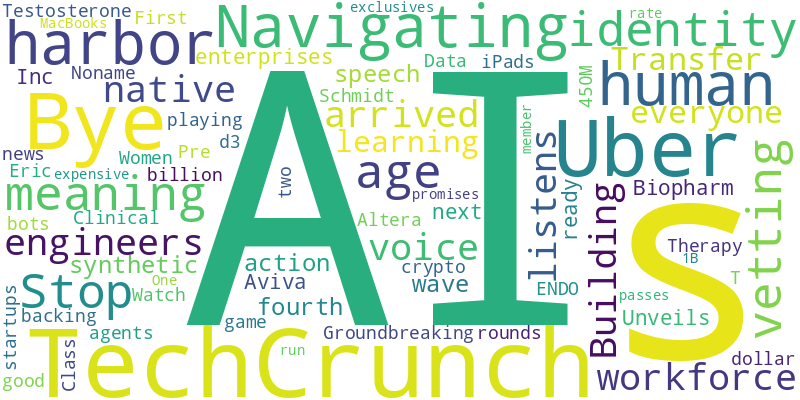 Testosterone
MacBooks
First
exclusives
rate
harbor
Navigating
identity
enterprises
Inc
Noname
native
speech
Data
iPads
Transfer
Schmidt
450M
human
Bye
playing
arrived
everyone
d3
learning
Uber
news
Women
Pre
AI
age
listens
member
vetting
Eric
expensive
billion
two
promises
Biopharm
meaning
bots
Clinical
Altera
next
ready
Building
S
engineers
voice
Therapy
1B
synthetic
action
crypto
Stop
One
Watch
Aviva
wave
ENDO
T
passes
backing
fourth
Unveils
startups
agents
game
Groundbreaking
rounds
TechCrunch
Class
good
run
dollar
workforce